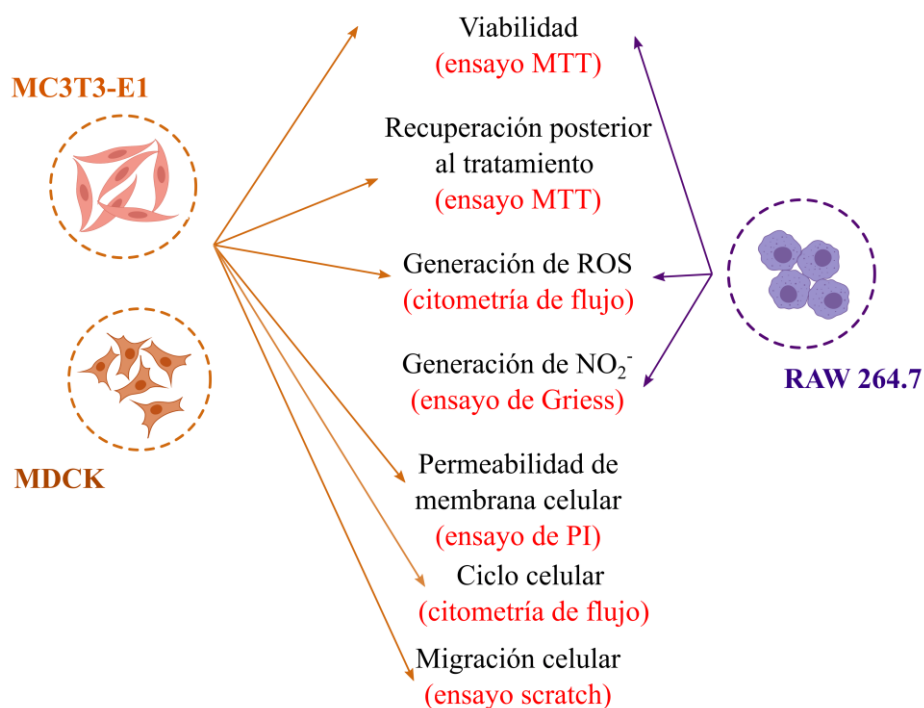 Viabilidad
(ensayo MTT)
MC3T3-E1
Recuperación posterior
al tratamiento
(ensayo MTT)
Generación de ROS
(citometría de flujo)
Generación de NO₂⁻
(ensayo de Griess)
RAW 264.7
MDCK
Permeabilidad de
membrana celular
(ensayo de PI)
Ciclo celular
(citometría de flujo)
Migración celular
(ensayo scratch)